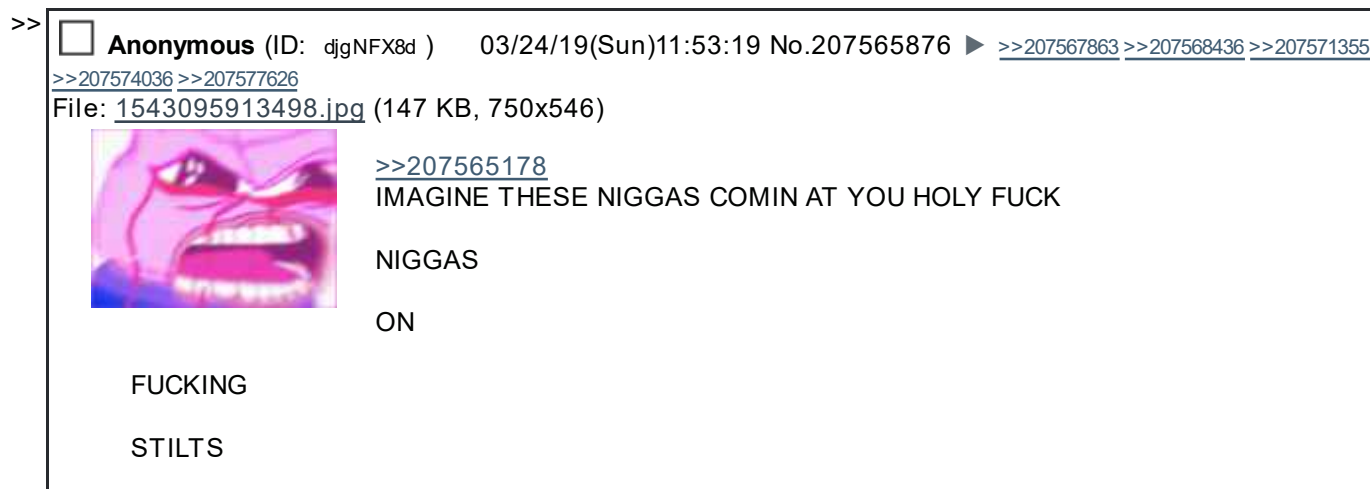 >>
Anonymous (ID: djgNFX8d ) 03/24/19(Sun)11:53:19 No.207565876 ▶ >>207567863 >>207568436 >>207571355
>>207574036 >>207577626
File: 1543095913498.jpg (147 KB, 750x546)
>>207565178
IMAGINE THESE NIGGAS COMIN AT YOU HOLY FUCK
NIGGAS
ON
FUCKING
STILTS